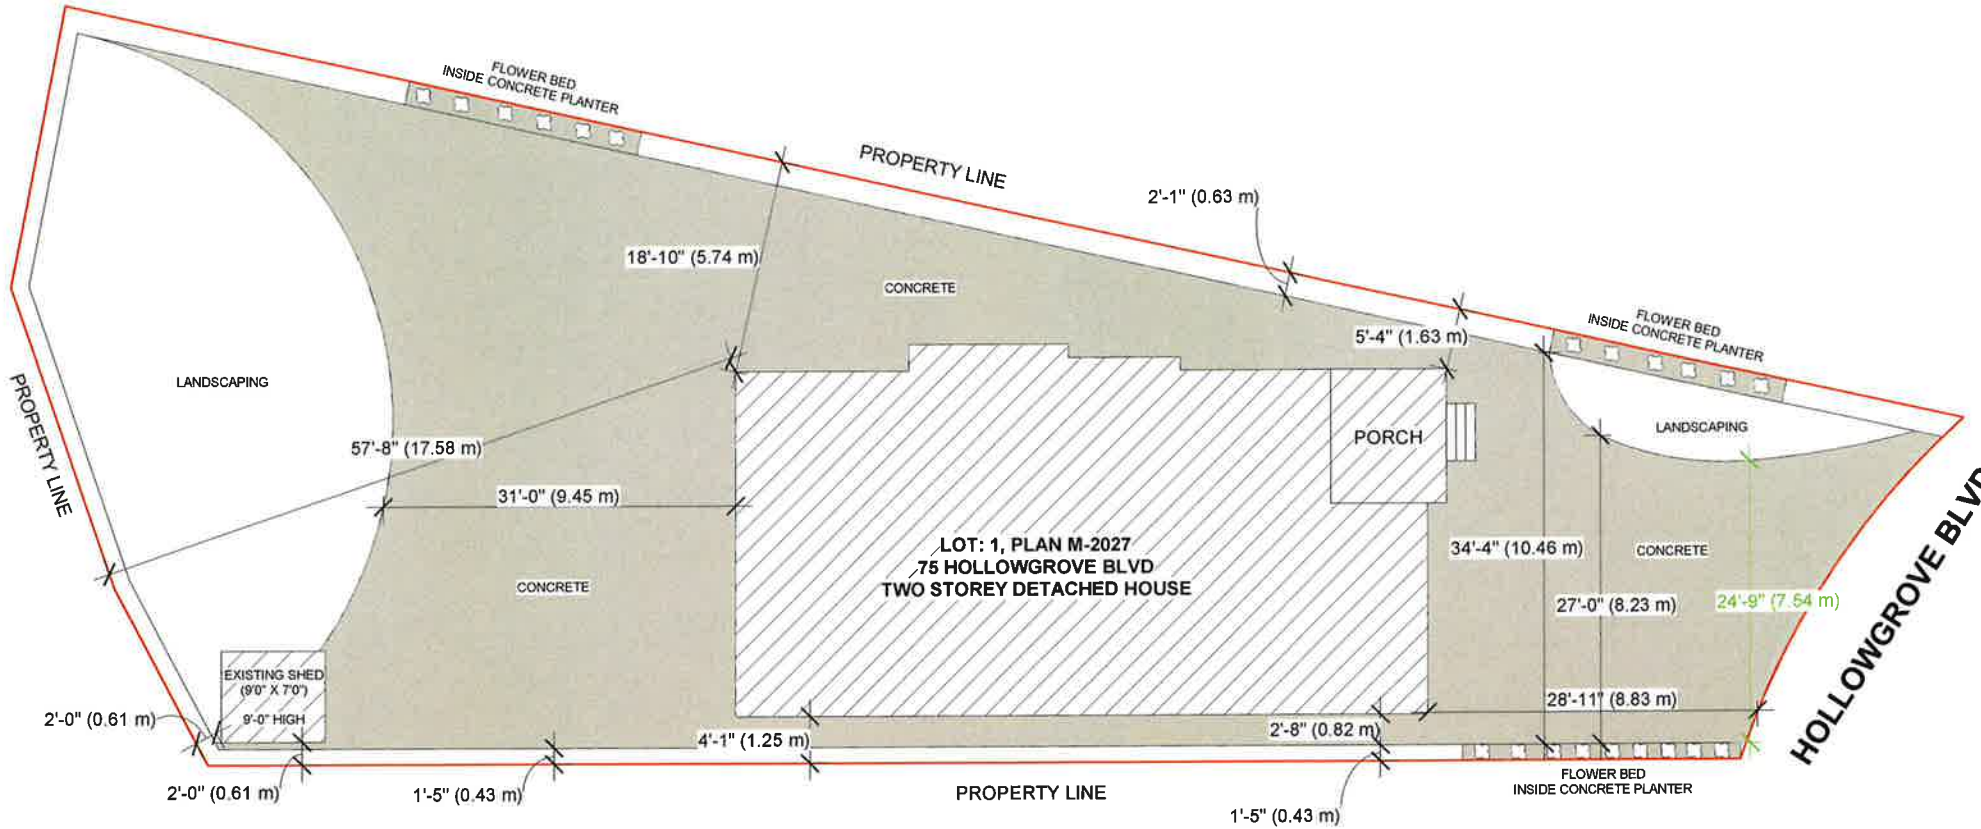 FLOWER BED
INSIDE CONCRETE PLANTER
PROPERTY LINE
2'-1" (0.63 m)
18'-10" (5.74 m)
CONCRETE
FLOWER BED
INSIDE CONCRETE PLANTER
5'-4" (1.63 m)
LANDSCAPING
PROPERTY LINE
57'-8" (17.58 m)
31'-0" (9.45 m)
PORCH
LANDSCAPING
LOT: 1, PLAN M-2027
75 HOLLOWGROVE BLVD
TWO STOREY DETACHED HOUSE
34'-4" (10.46 m)
CONCRETE
CONCRETE
27'-0" (8.23 m)
24'-9" (7.54 m)
HOLLOWGROVE BLVD
EXISTING SHED
(9'0" X 7'0")
9'-0" HIGH
28'-11" (8.83 m)
2'-0" (0.61 m)
4'-1" (1.25 m)
2'-8" (0.82 m)
2'-0" (0.61 m)
1'-5" (0.43 m)
PROPERTY LINE
1'-5" (0.43 m)
FLOWER BED
INSIDE CONCRETE PLANTER